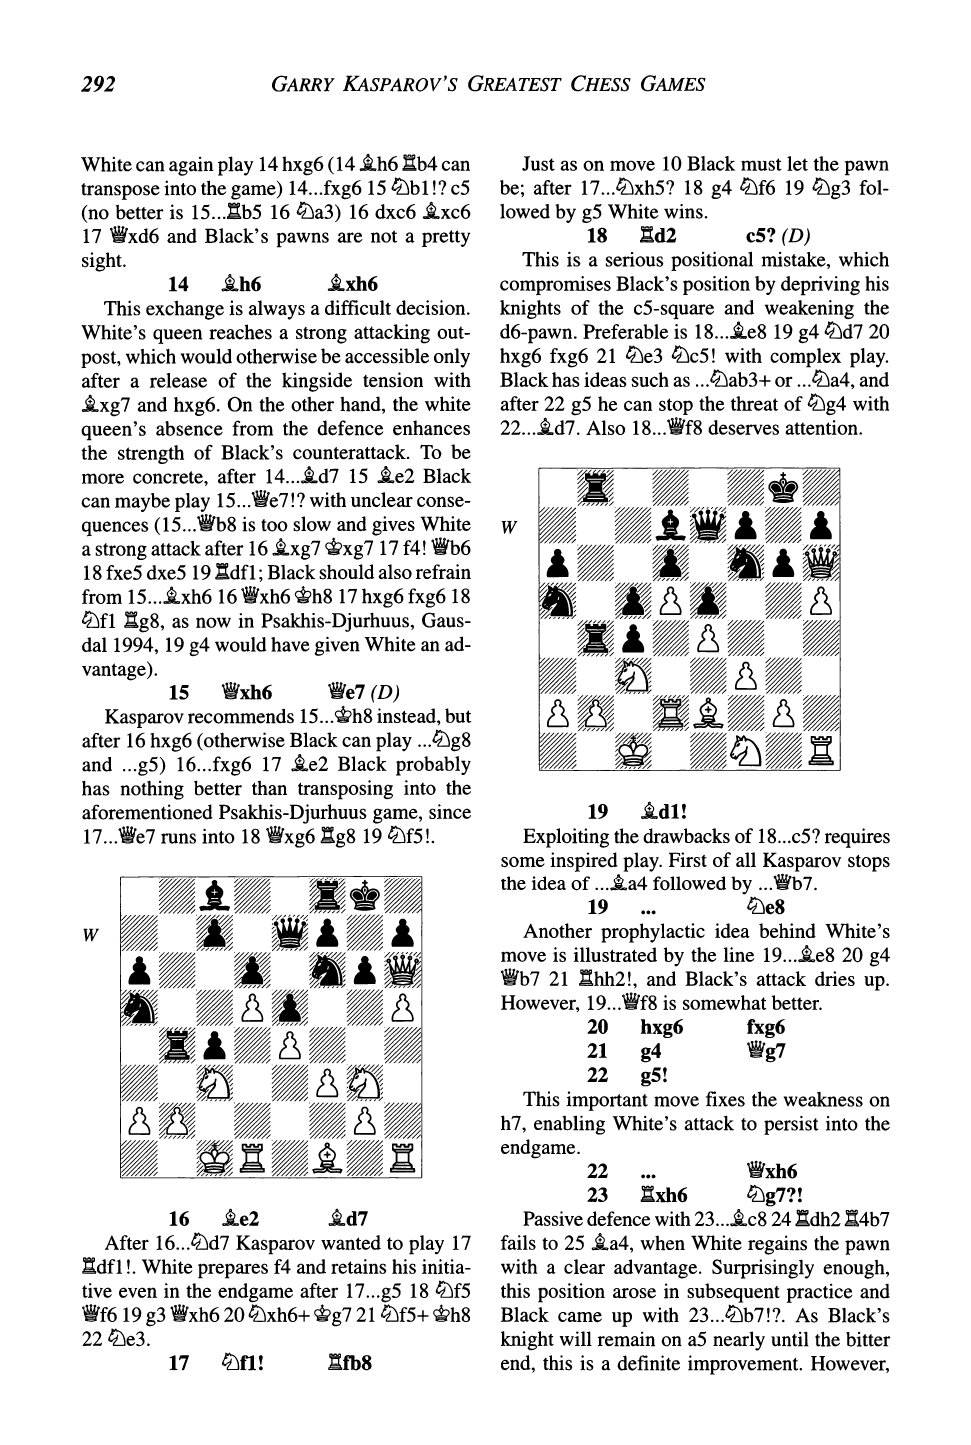 292
GARRY KASPAROV'S GREATEST CHESS GAMES
White can again play 14 hxg6 (14 ♗h6 ♖b4 can
transpose into the game) 14...fxg6 15 ♘b1!? c5
(no better is 15...♖b5 16 ♘a3) 16 dxc6 ♗xc6
17 ♕xd6 and Black's pawns are not a pretty
sight.
14 ♗h6 ♗xh6
This exchange is always a difficult decision.
White's queen reaches a strong attacking out-
post, which would otherwise be accessible only
after a release of the kingside tension with
♗xg7 and hxg6. On the other hand, the white
queen's absence from the defence enhances
the strength of Black's counterattack. To be
more concrete, after 14...♗d7 15 ♗e2 Black
can maybe play 15...♕e7!? with unclear conse-
quences (15...♕b8 is too slow and gives White
a strong attack after 16 ♗xg7 ♔xg7 17 f4! ♕b6
18 fxe5 dxe5 19 ♖df1; Black should also refrain
from 15...♗xh6 16 ♕xh6 ♔h8 17 hxg6 fxg6 18
♘f1 ♖g8, as now in Psakhis-Djurhuus, Gaus-
dal 1994, 19 g4 would have given White an ad-
vantage).
15 ♕xh6 ♕e7 (D)
Kasparov recommends 15...♔h8 instead, but
after 16 hxg6 (otherwise Black can play ...♘g8
and ...g5) 16...fxg6 17 ♗e2 Black probably
has nothing better than transposing into the
aforementioned Psakhis-Djurhuus game, since
17...♕e7 runs into 18 ♕xg6 ♖g8 19 ♘f5!.
W
16 ♗e2 ♗d7
After 16...♘d7 Kasparov wanted to play 17
♖df1!. White prepares f4 and retains his initia-
tive even in the endgame after 17...g5 18 ♘f5
♕f6 19 g3 ♕xh6 20 ♘xh6+ ♔g7 21 ♘f5+ ♔h8
22 ♘e3.
17 ♘f1! ♖fb8
Just as on move 10 Black must let the pawn
be; after 17...♘xh5? 18 g4 ♘f6 19 ♘g3 fol-
lowed by g5 White wins.
18 ♖d2 c5? (D)
This is a serious positional mistake, which
compromises Black's position by depriving his
knights of the c5-square and weakening the
d6-pawn. Preferable is 18...♗e8 19 g4 ♘d7 20
hxg6 fxg6 21 ♘e3 ♘c5! with complex play.
Black has ideas such as ...♘ab3+ or ...♘a4, and
after 22 g5 he can stop the threat of ♘g4 with
22...♗d7. Also 18...♕f8 deserves attention.
W
19 ♗d1!
Exploiting the drawbacks of 18...c5? requires
some inspired play. First of all Kasparov stops
the idea of ...♗a4 followed by ...♕b7.
19 ... ♘e8
Another prophylactic idea behind White's
move is illustrated by the line 19...♗e8 20 g4
♕b7 21 ♖hh2!, and Black's attack dries up.
However, 19...♕f8 is somewhat better.
20 hxg6 fxg6
21 g4 ♕g7
22 g5!
This important move fixes the weakness on
h7, enabling White's attack to persist into the
endgame.
22 ... ♕xh6
23 ♖xh6 ♘g7?!
Passive defence with 23...♗c8 24 ♖dh2 ♖4b7
fails to 25 ♗a4, when White regains the pawn
with a clear advantage. Surprisingly enough,
this position arose in subsequent practice and
Black came up with 23...♘b7!?. As Black's
knight will remain on a5 nearly until the bitter
end, this is a definite improvement. However,